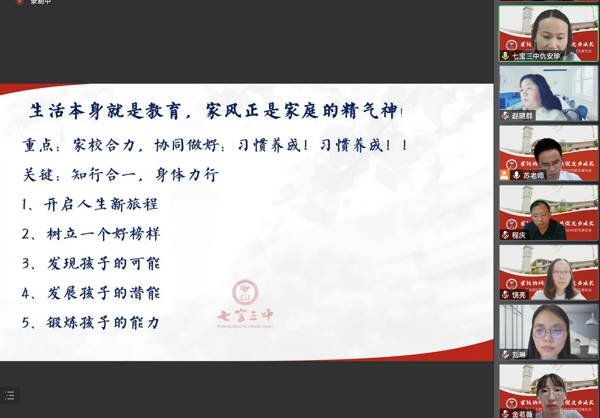 录制中
生活本身就是教育，家风正是家庭的精气神！
重点：家校合力，协同做好：习惯养成！习惯养成！！
关键：知行合一，身体力行
1、开启人生新旅程
2、树立一个好榜样
3、发现孩子的可能
4、发展孩子的潜能
5、锻炼孩子的能力
七宝三中
七宝三中仇安珍
赵晓群
苏老师
程庆
饶亮
刘琳
金若薇